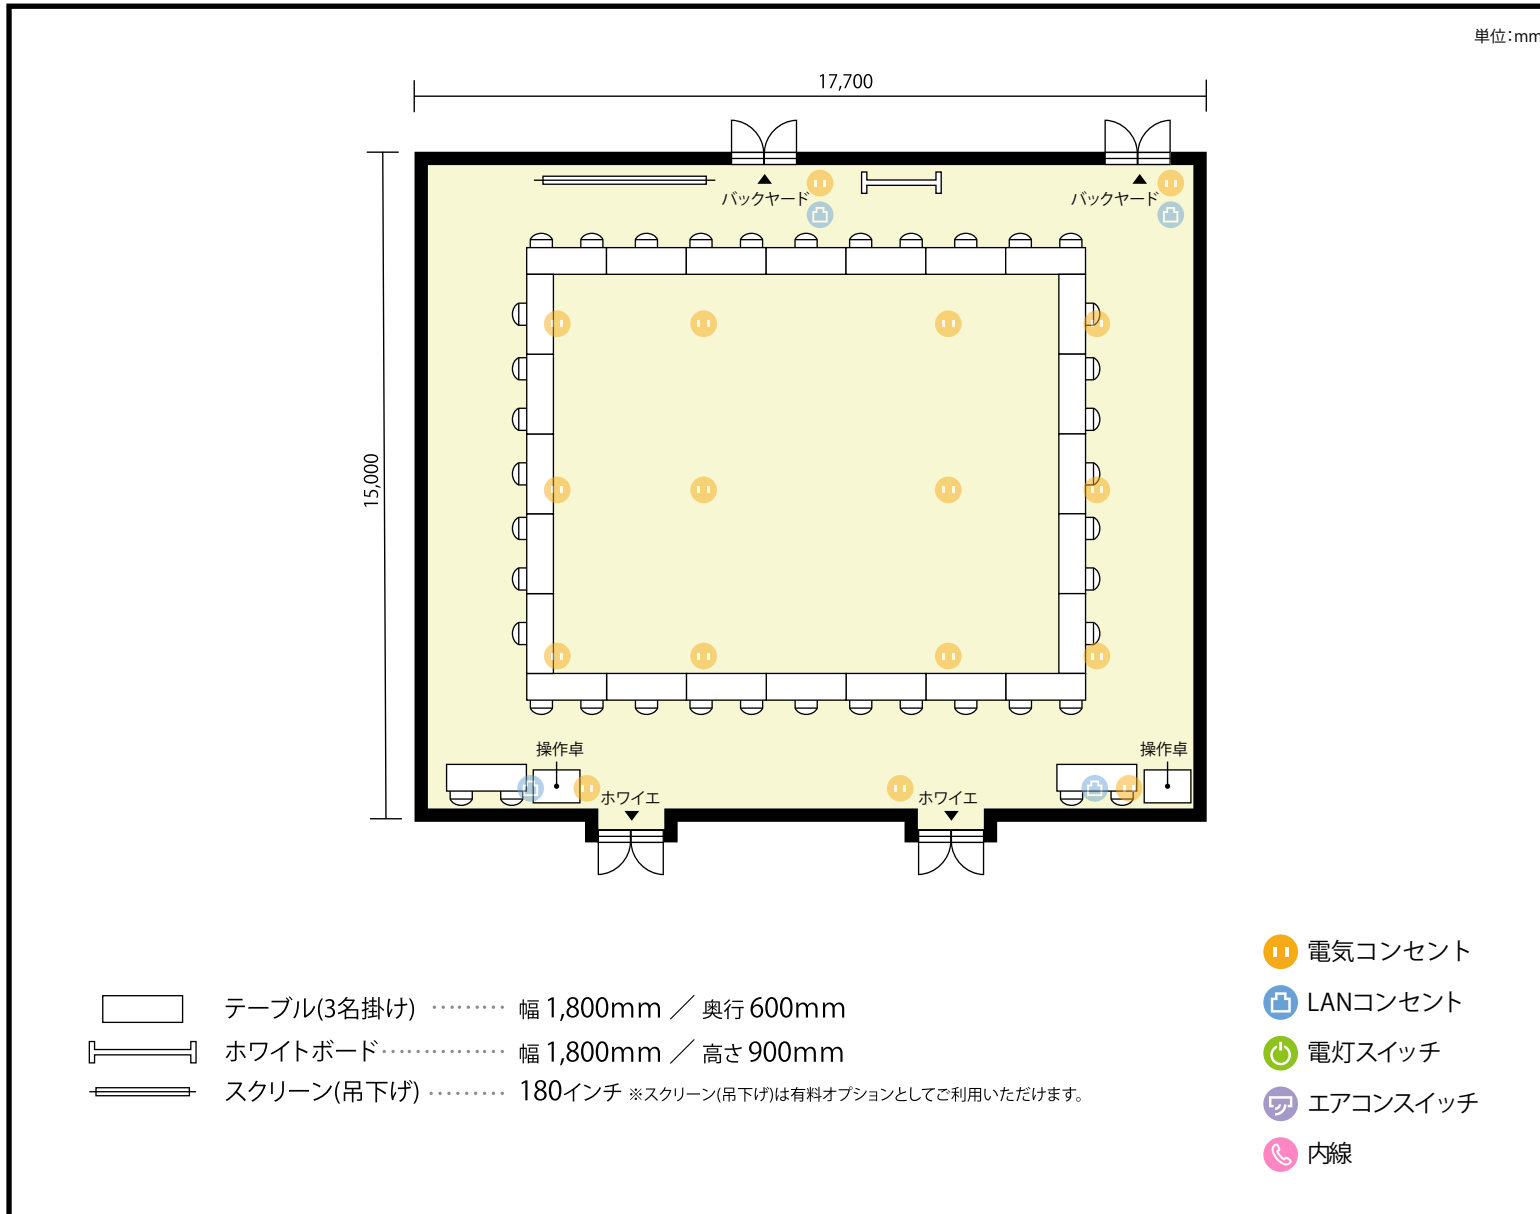 単位：mm
17,700
バックヤード
バックヤード
15,000
操作卓
操作卓
ホワイエ
ホワイエ
電気コンセント
テーブル(3名掛け) ········· 幅 1,800mm ／ 奥行 600mm
LANコンセント
ホワイトボード ·············· 幅 1,800mm ／ 高さ 900mm
電灯スイッチ
スクリーン(吊下げ) ········· 180インチ ※スクリーン(吊下げ)は有料オプションとしてご利用いただけます。
エアコンスイッチ
内線